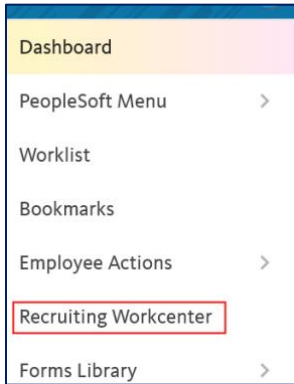 Dashboard
PeopleSoft Menu
Worklist
Bookmarks
Employee Actions
Recruiting Workcenter
Forms Library